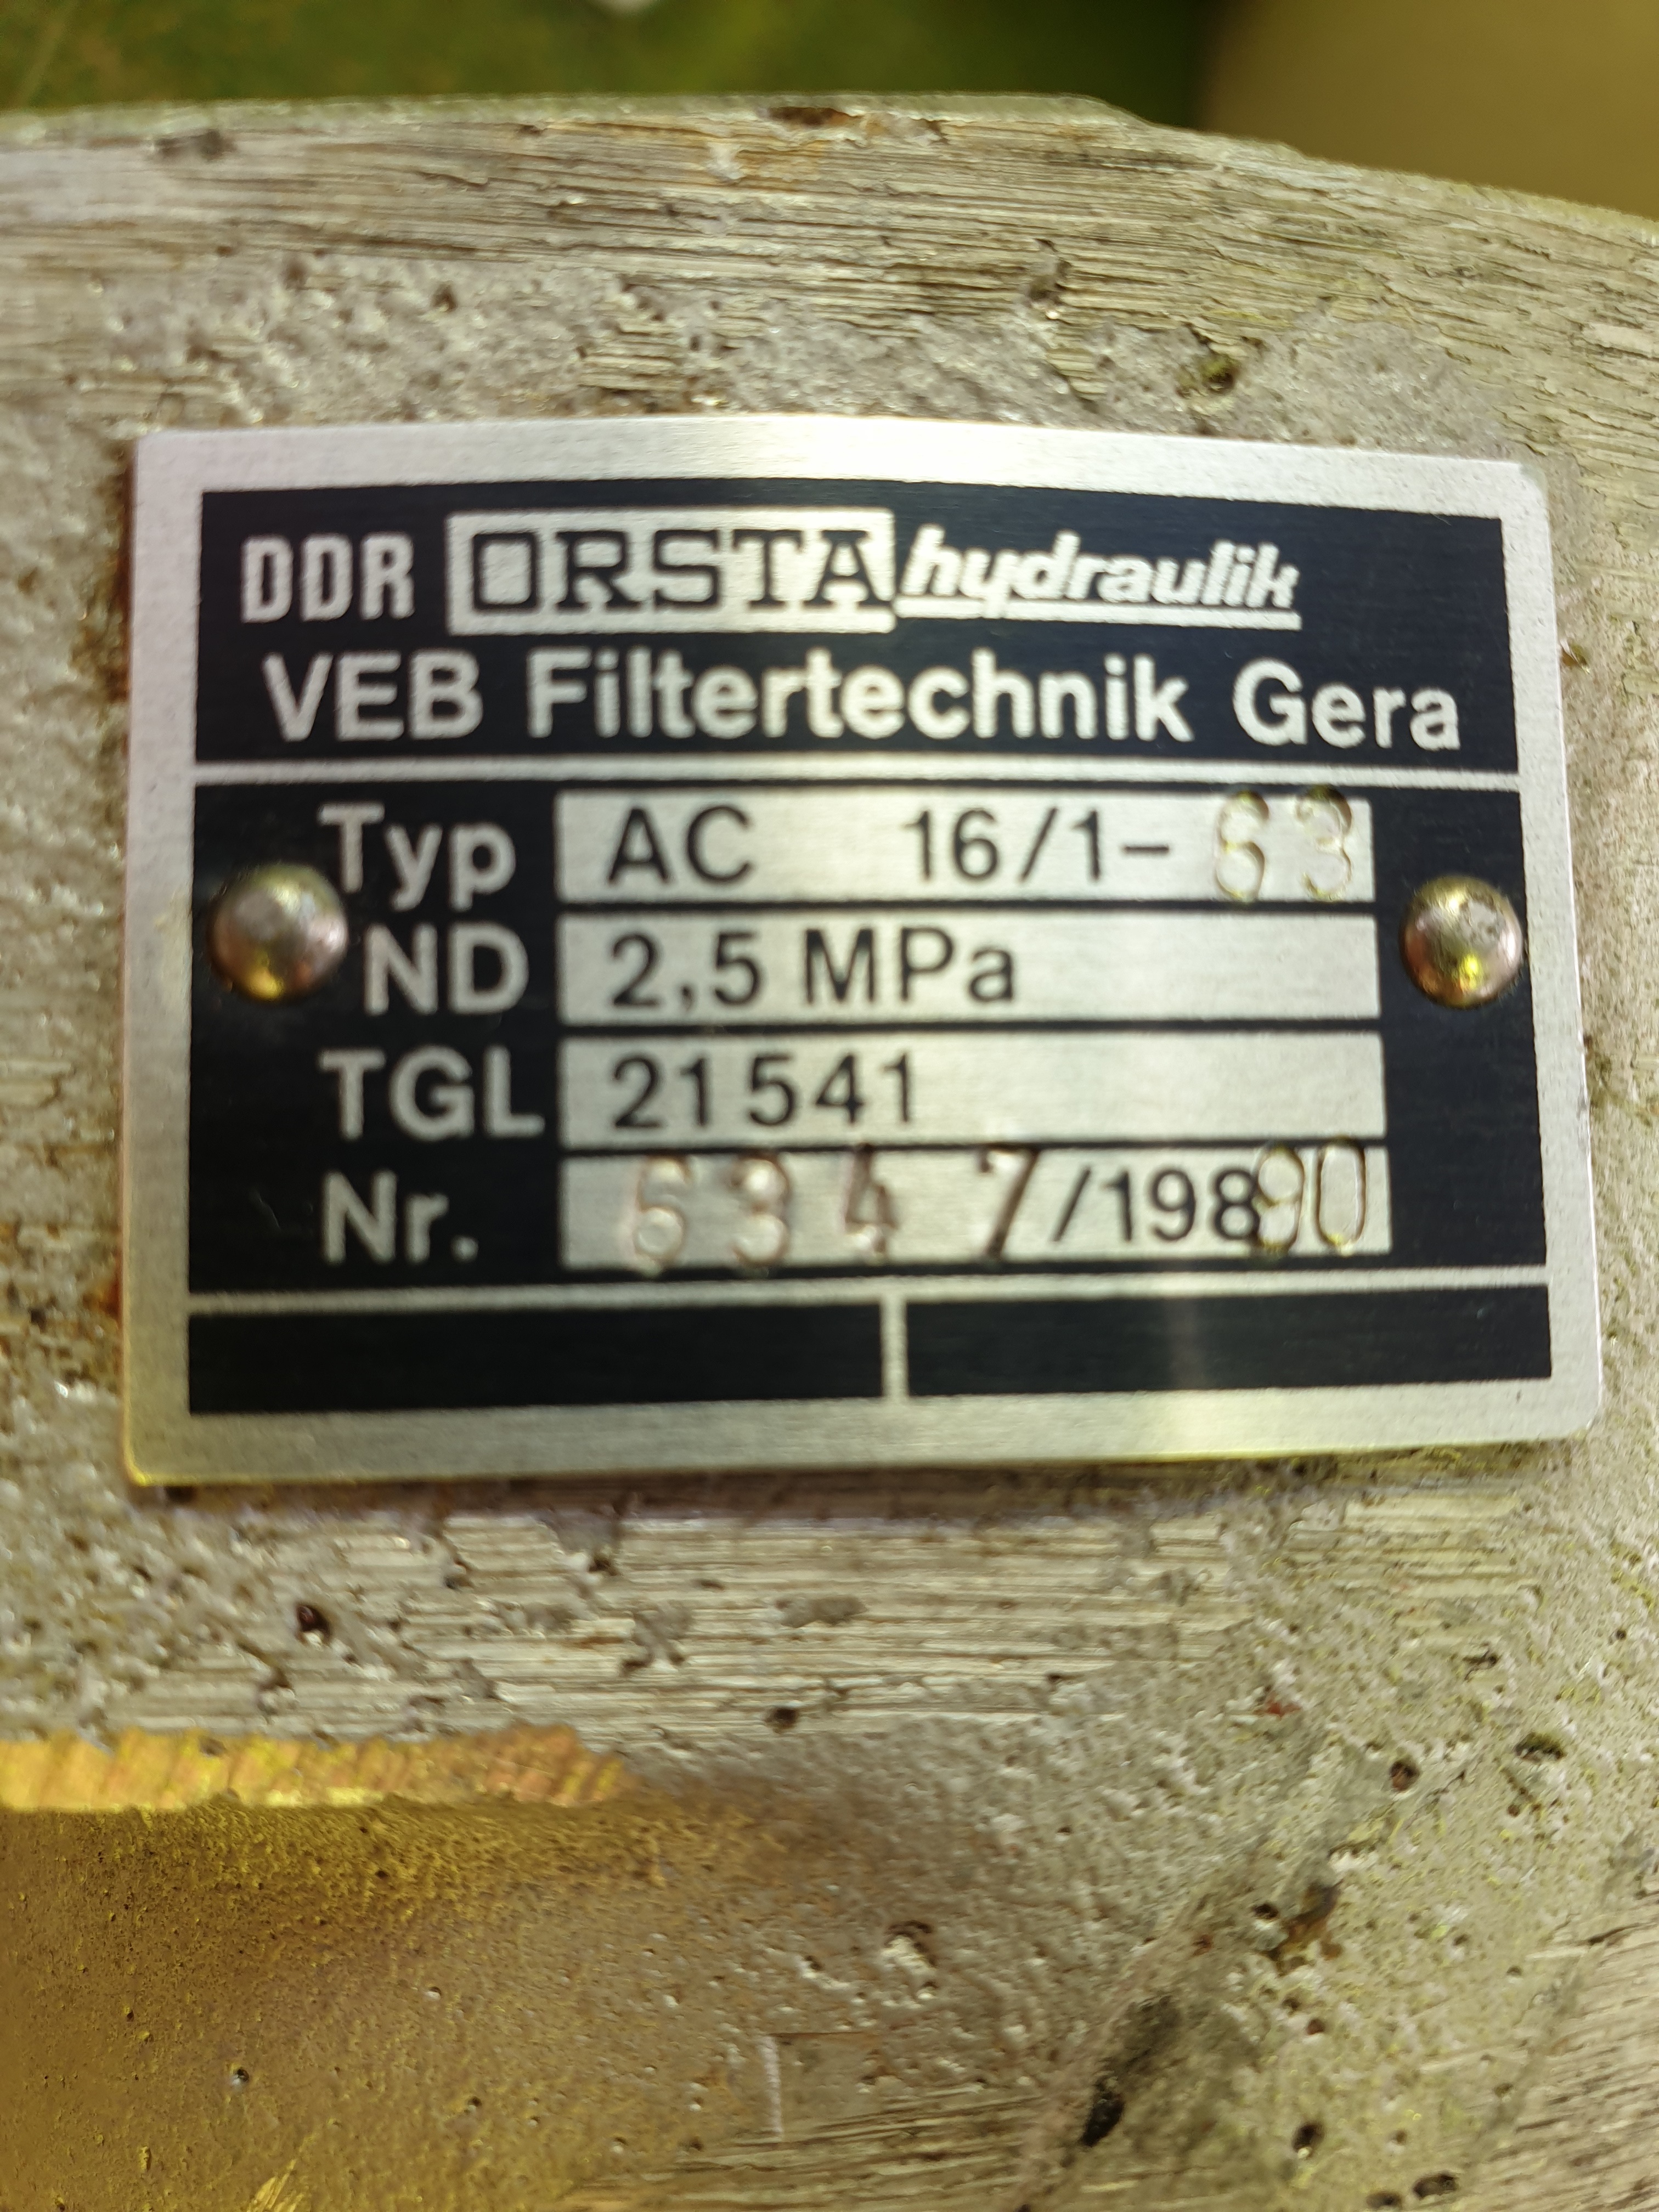 DDR ORSTA hydraulik
VEB Filtertechnik Gera
Typ AC 16/1-63
ND 2,5 MPa
TGL 21541
Nr. 6347/19890